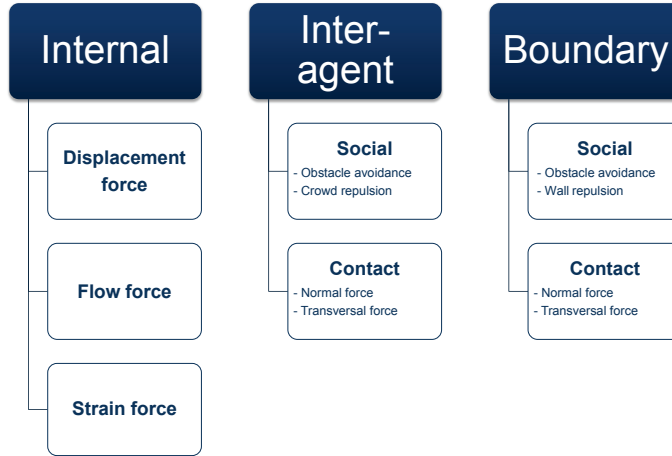 Internal
Displacement
force
Flow force
Strain force
Inter-
agent
Social
- Obstacle avoidance
- Crowd repulsion
Contact
- Normal force
- Transversal force
Boundary
Social
- Obstacle avoidance
- Wall repulsion
Contact
- Normal force
- Transversal force